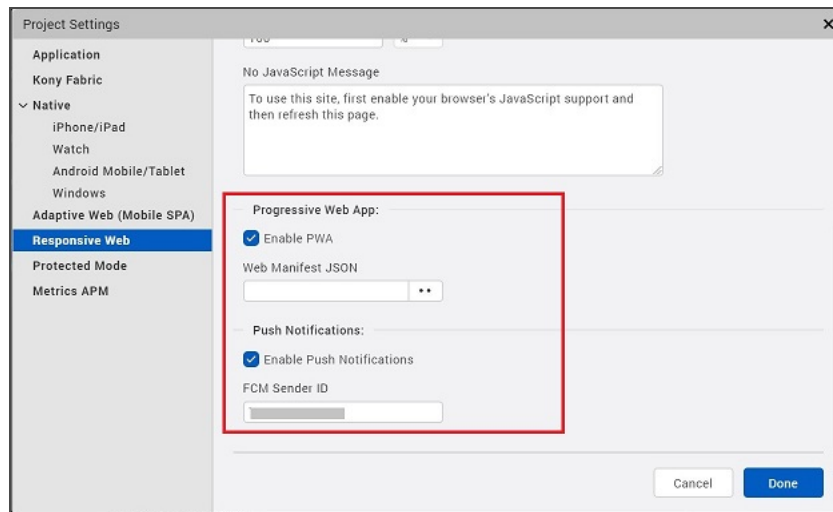 Project Settings
Application
Kony Fabric
Native
iPhone/iPad
Watch
Android Mobile/Tablet
Windows
Adaptive Web (Mobile SPA)
Responsive Web
Protected Mode
Metrics APM
No JavaScript Message
To use this site, first enable your browser's JavaScript support and
then refresh this page.
Progressive Web App:
Enable PWA
Web Manifest JSON
Push Notifications:
Enable Push Notifications
FCM Sender ID
Cancel
Done